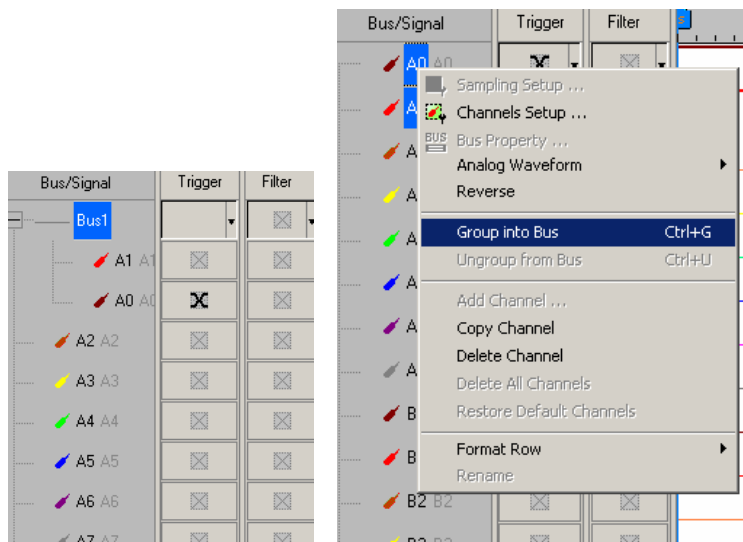 Bus/Signal Trigger Filter
Bus1
A1 A1
A0 A0
A2 A2
A3 A3
A4 A4
A5 A5
A6 A6
A7 A7
Bus/Signal Trigger Filter
A0 A0
A
A
A
A
A
A
A
B
B
B2 B2
Sampling Setup ...
Channels Setup ...
BUS Bus Property ...
Analog Waveform
Reverse
Group into Bus Ctrl+G
Ungroup from Bus Ctrl+U
Add Channel ...
Copy Channel
Delete Channel
Delete All Channels
Restore Default Channels
Format Row
Rename